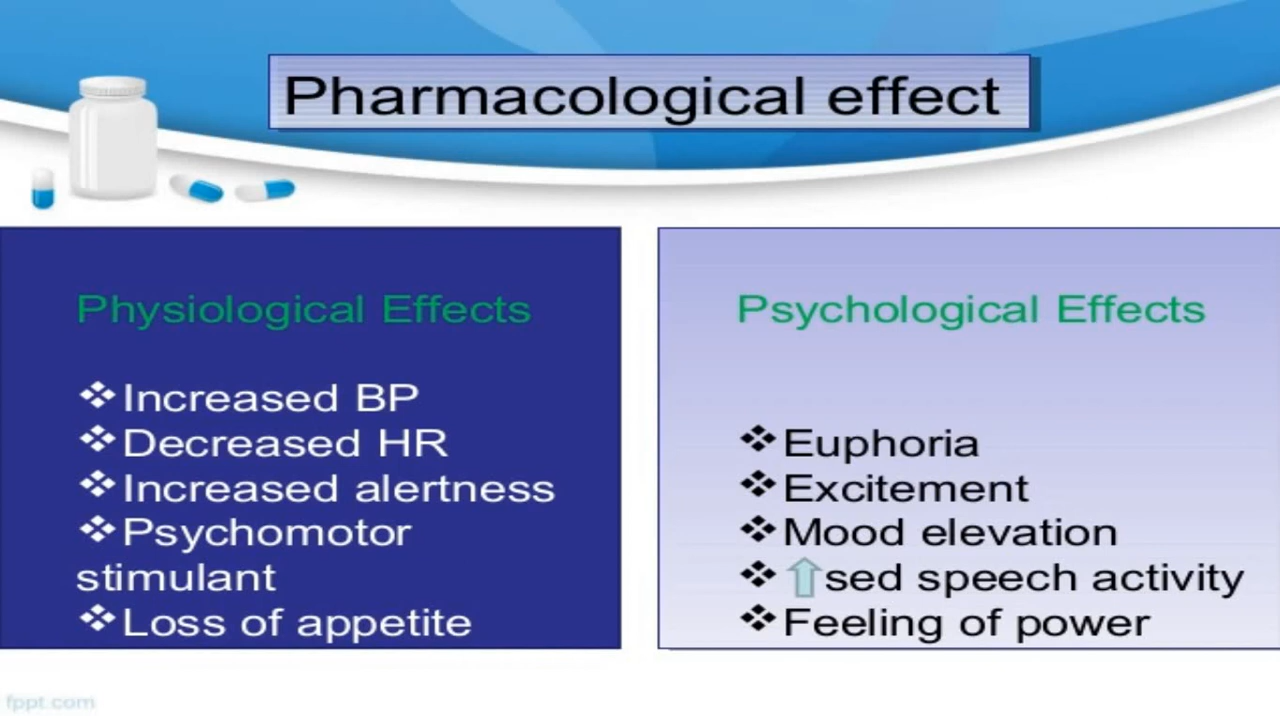 Pharmacological effect
Physiological Effects
❖Increased BP
❖Decreased HR
❖Increased alertness
❖Psychomotor
stimulant
❖Loss of appetite
Psychological Effects
❖Euphoria
❖Excitement
❖Mood elevation
❖⇧sed speech activity
❖Feeling of power
fppt.com